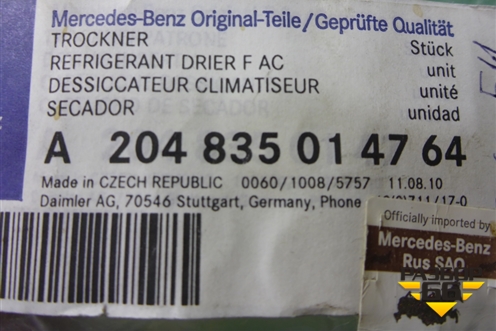 Mercedes-Benz Original-Teile/Geprüfte Qualität
TROCKNER Stück
REFRIGERANT DRIER F AC unit
DESSICCATEUR CLIMATISEUR unité
SECADOR unidad
A 204 835 01 47 64
Made in CZECH REPUBLIC 0060/1008/5757 11.08.10
Daimler AG, 70546 Stuttgart, Germany, Phone
Officially imported by
Mercedes-Benz
Rus SAO